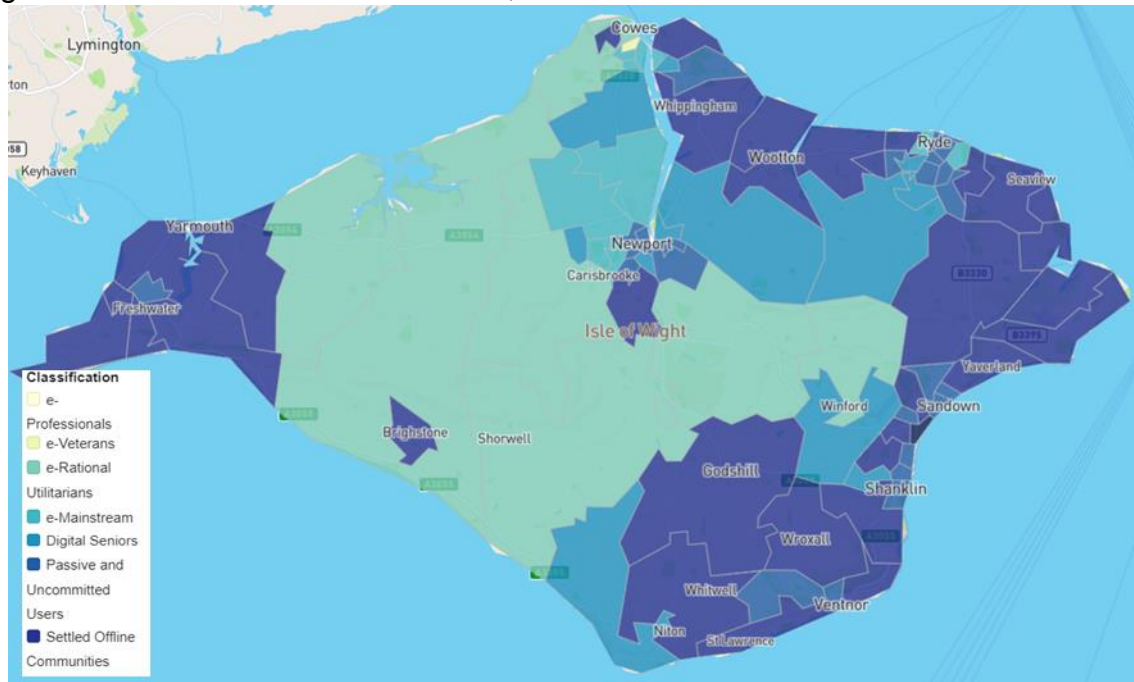 Cowes
Lymington
Whippingham
Ryde
Wootton
Keyhaven
Seaview
Yarmouth
A3054
A3054
Newport
Carisbrooke
B3330
Freshwater
Isle of Wight
B3395
Yaverland
Classification
e-
Professionals
e-Veterans
e-Rational
Utilitarians
e-Mainstream
Digital Seniors
Passive and
Uncommitted
Users
Settled Offline
Communities
Winford
Sandown
Brighstone
Shorwell
Godshill
Shanklin
Wroxall
A3055
Whitwell
Ventnor
Niton
St Lawrence